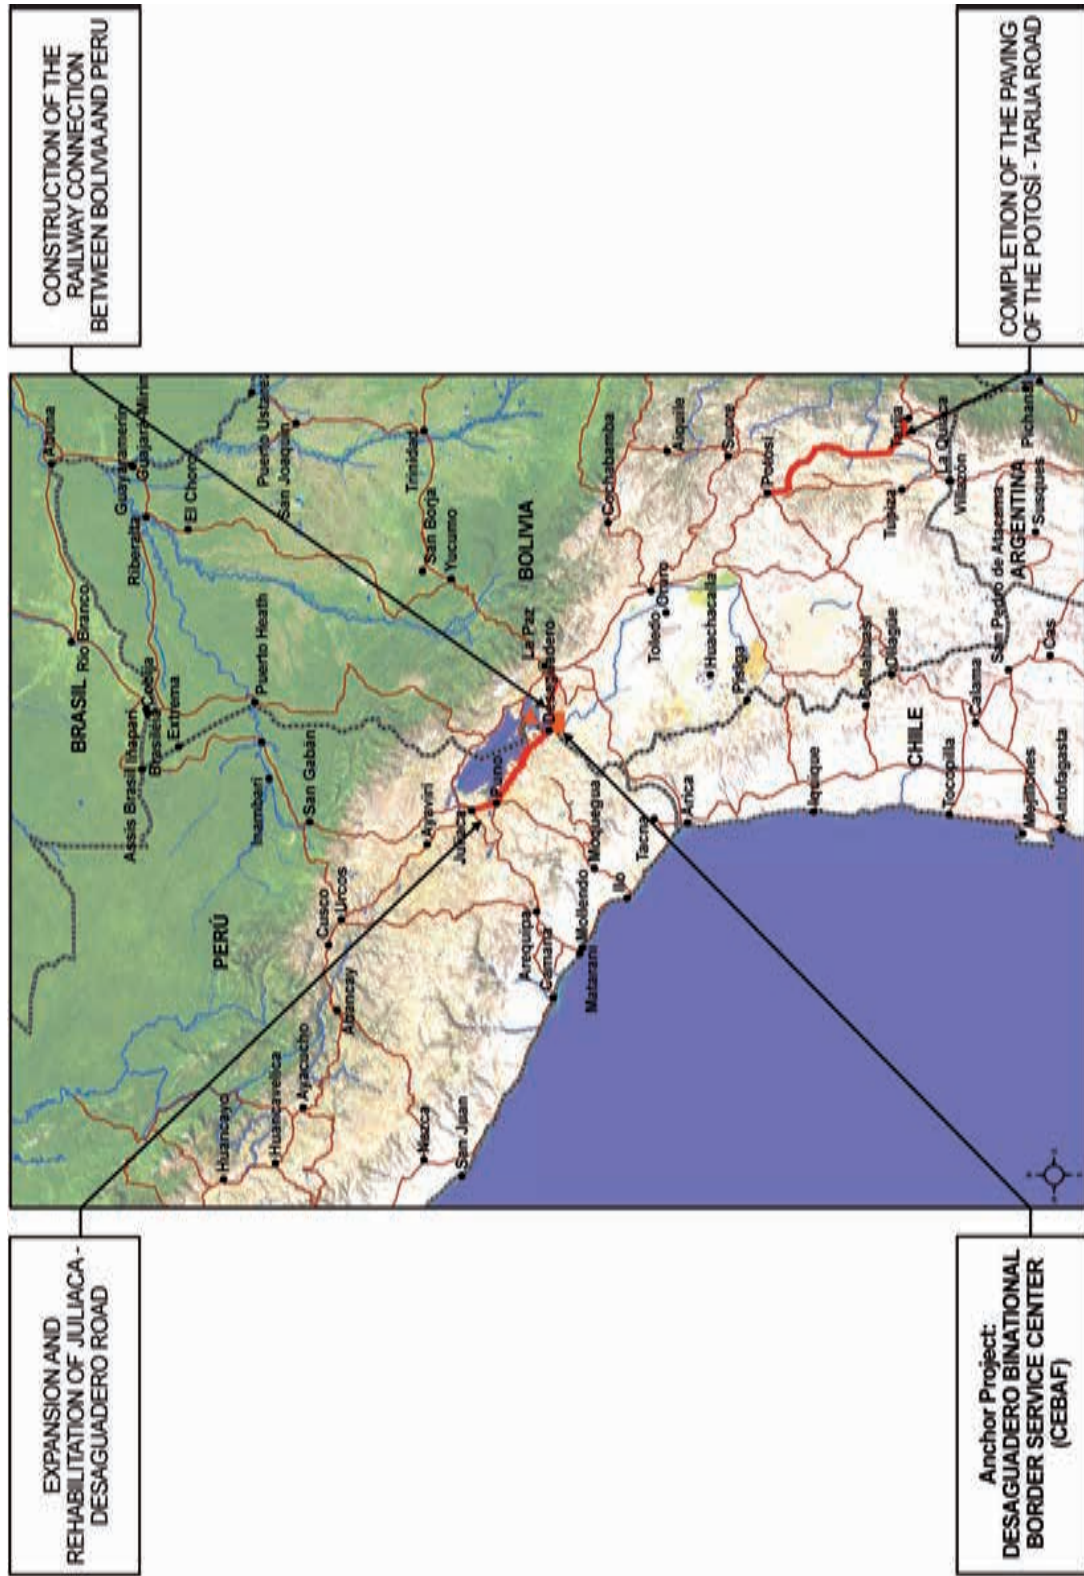 EXPANSION AND
REHABILITATION OF JULIACA -
DESAGUADERO ROAD
CONSTRUCTION OF THE
RAILWAY CONNECTION
BETWEEN BOLIVIA AND PERU
Abuna
BRASIL
Rio Branco
Guayaramerín
Guajará-Mirim
Riberalta
El Choro
Assis Brasil
Iñapari
Brasiléia
Cobija
Extrema
PERÚ
Huancayo
Puerto Heath
Inambari
San Joaquín
Huancavelica
Ayacucho
San Gabán
Cusco
Urcos
Abancay
Trinidad
San Borja
Yucumo
Ayaviri
Nazca
Juliaca
San Juan
Puno
BOLIVIA
La Paz
Desaguadero
Arequipa
Camaná
Mollendo
Matarani
Moquegua
Ilo
Cochabamba
Aiquile
Oruro
Toledo
Tacna
Arica
Sucre
Huachacalla
Pisiga
Potosí
Iquique
Collahuasi
Ollagüe
Tupiza
Tarija
La Quiaca
Villazón
CHILE
Tocopilla
Calama
San Pedro de Atacama
ARGENTINA
Susques
Mejillones
Antofagasta
Anchor Project:
DESAGUADERO BINATIONAL
BORDER SERVICE CENTER
(CEBAF)
COMPLETION OF THE PAVING
OF THE POTOSÍ - TARIJA ROAD